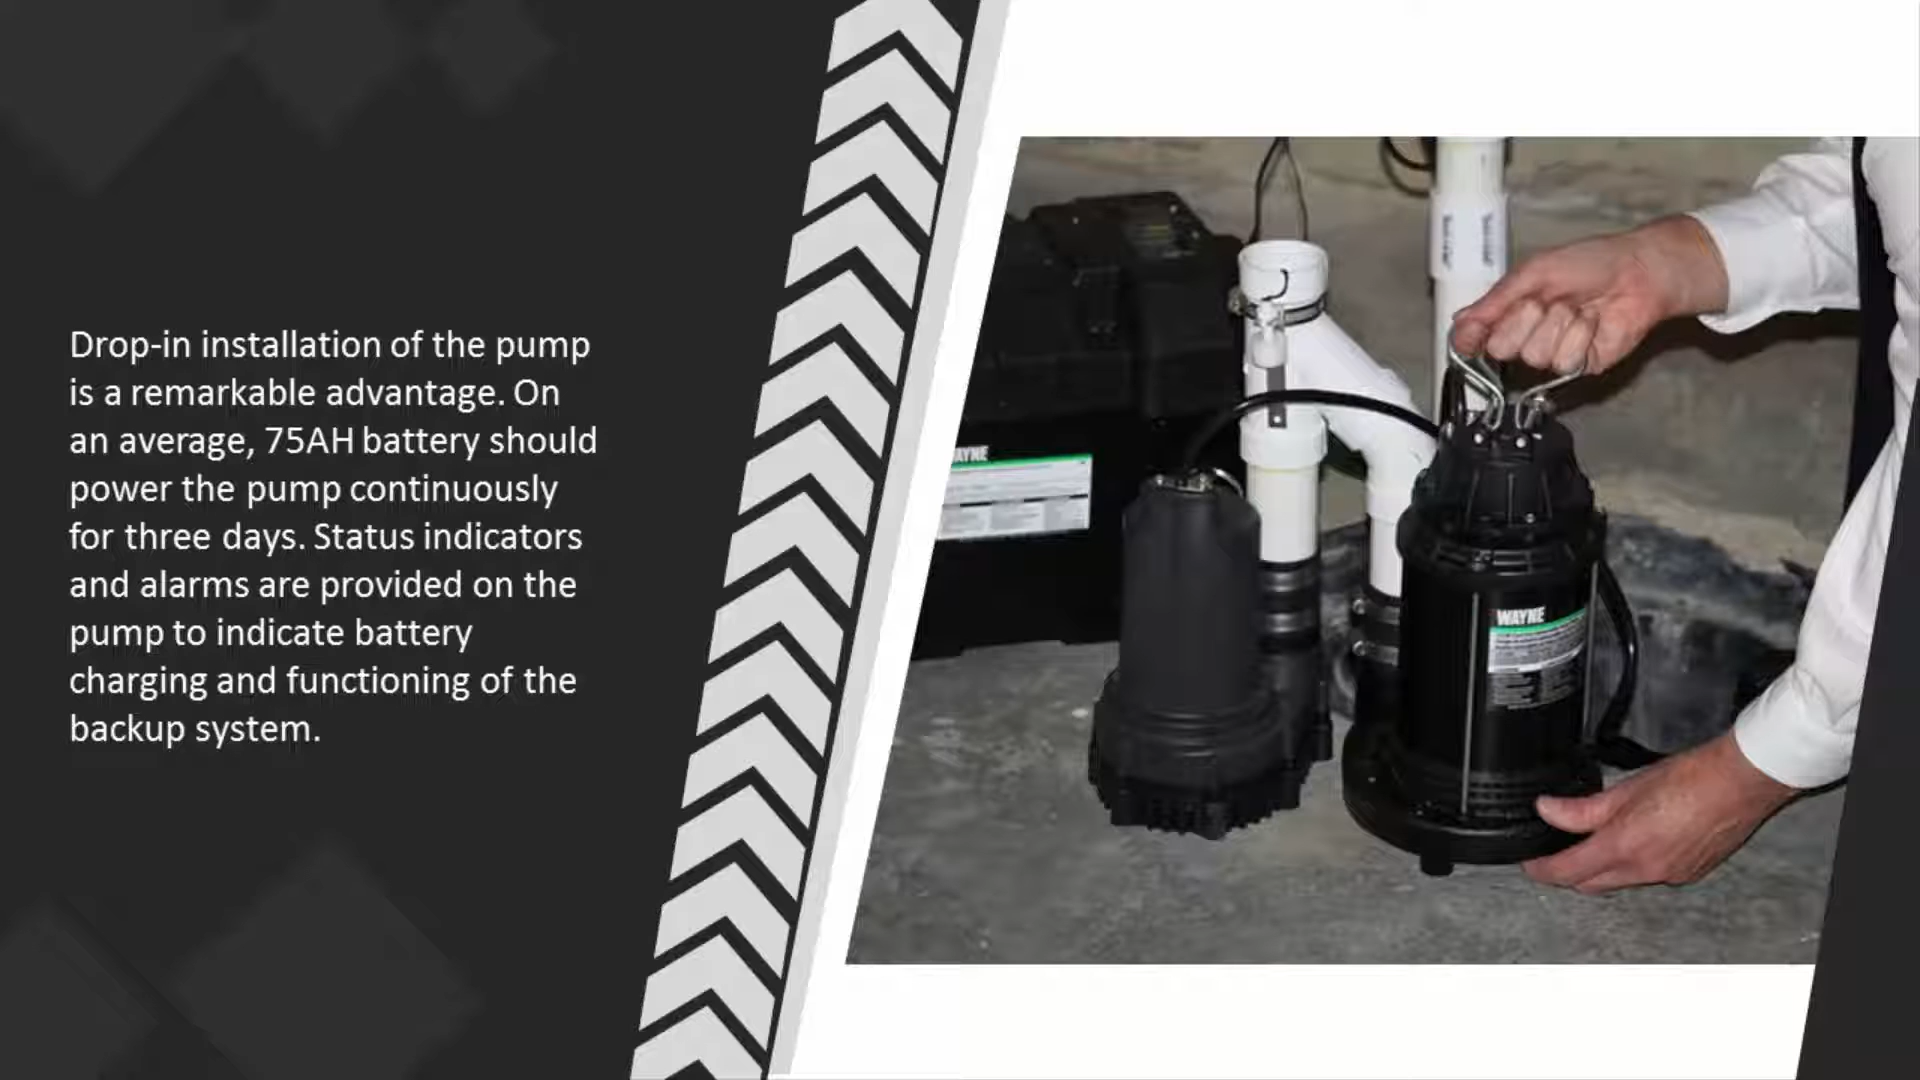 Drop-in installation of the pump
is a remarkable advantage. On
an average, 75AH battery should
power the pump continuously
for three days. Status indicators
and alarms are provided on the
pump to indicate battery
charging and functioning of the
backup system.
WAYNE